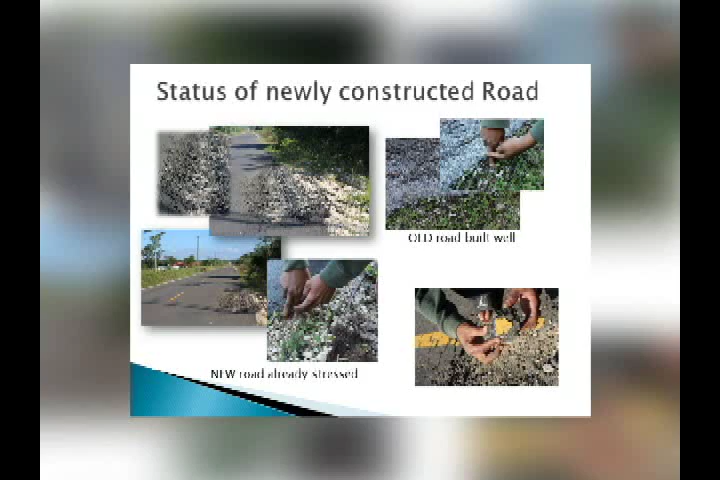 Status of newly constructed Road
OLD road built well
NEW road already stressed